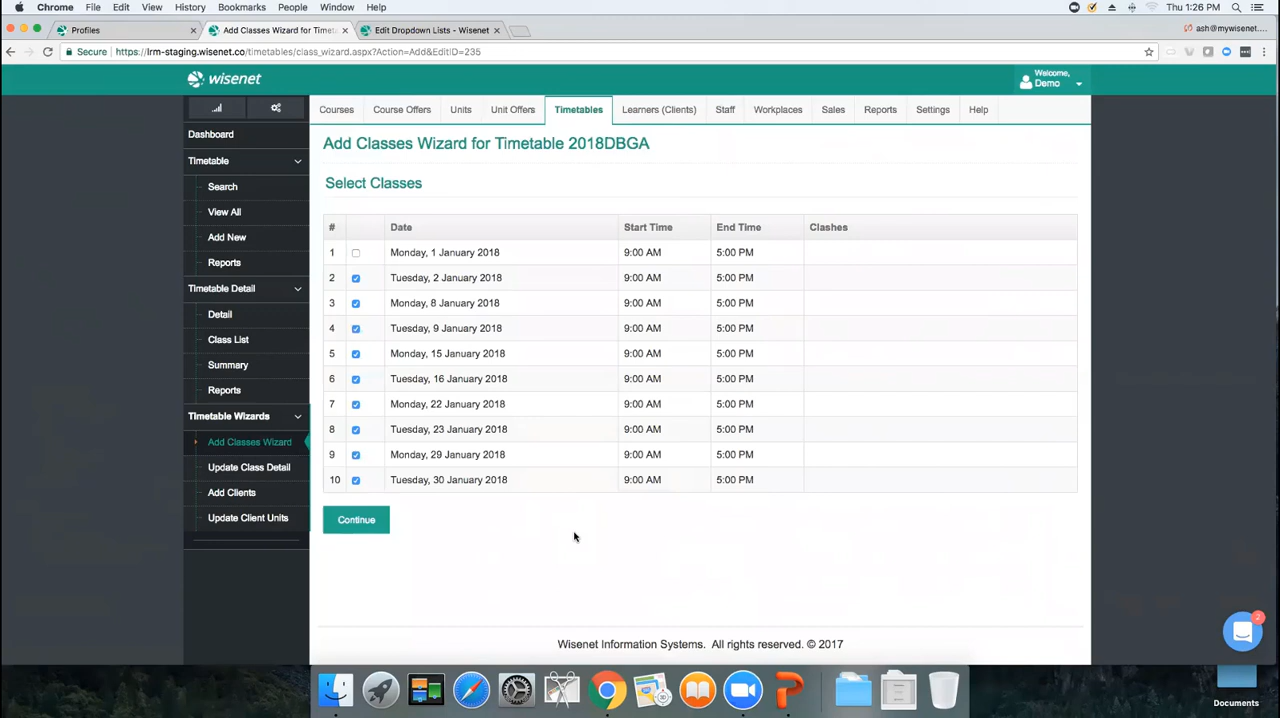 Chrome File Edit View History Bookmarks People Window Help Thu 1:26 PM
Profiles × Add Classes Wizard for Timeta × Edit Dropdown Lists - Wisenet × ash@mywisenet....
Secure https://lrm-staging.wisenet.co/timetables/class_wizard.aspx?Action=Add&EditID=235
wisenet
Welcome,
Demo
Courses Course Offers Units Unit Offers Timetables Learners (Clients) Staff Workplaces Sales Reports Settings Help
Dashboard
Timetable
Search
View All
Add New
Reports
Timetable Detail
Detail
Class List
Summary
Reports
Timetable Wizards
Add Classes Wizard
Update Class Detail
Add Clients
Update Client Units
Add Classes Wizard for Timetable 2018DBGA
Select Classes
# Date Start Time End Time Clashes
1 Monday, 1 January 2018 9:00 AM 5:00 PM
2 Tuesday, 2 January 2018 9:00 AM 5:00 PM
3 Monday, 8 January 2018 9:00 AM 5:00 PM
4 Tuesday, 9 January 2018 9:00 AM 5:00 PM
5 Monday, 15 January 2018 9:00 AM 5:00 PM
6 Tuesday, 16 January 2018 9:00 AM 5:00 PM
7 Monday, 22 January 2018 9:00 AM 5:00 PM
8 Tuesday, 23 January 2018 9:00 AM 5:00 PM
9 Monday, 29 January 2018 9:00 AM 5:00 PM
10 Tuesday, 30 January 2018 9:00 AM 5:00 PM
Continue
Wisenet Information Systems. All rights reserved. © 2017
2
Documents